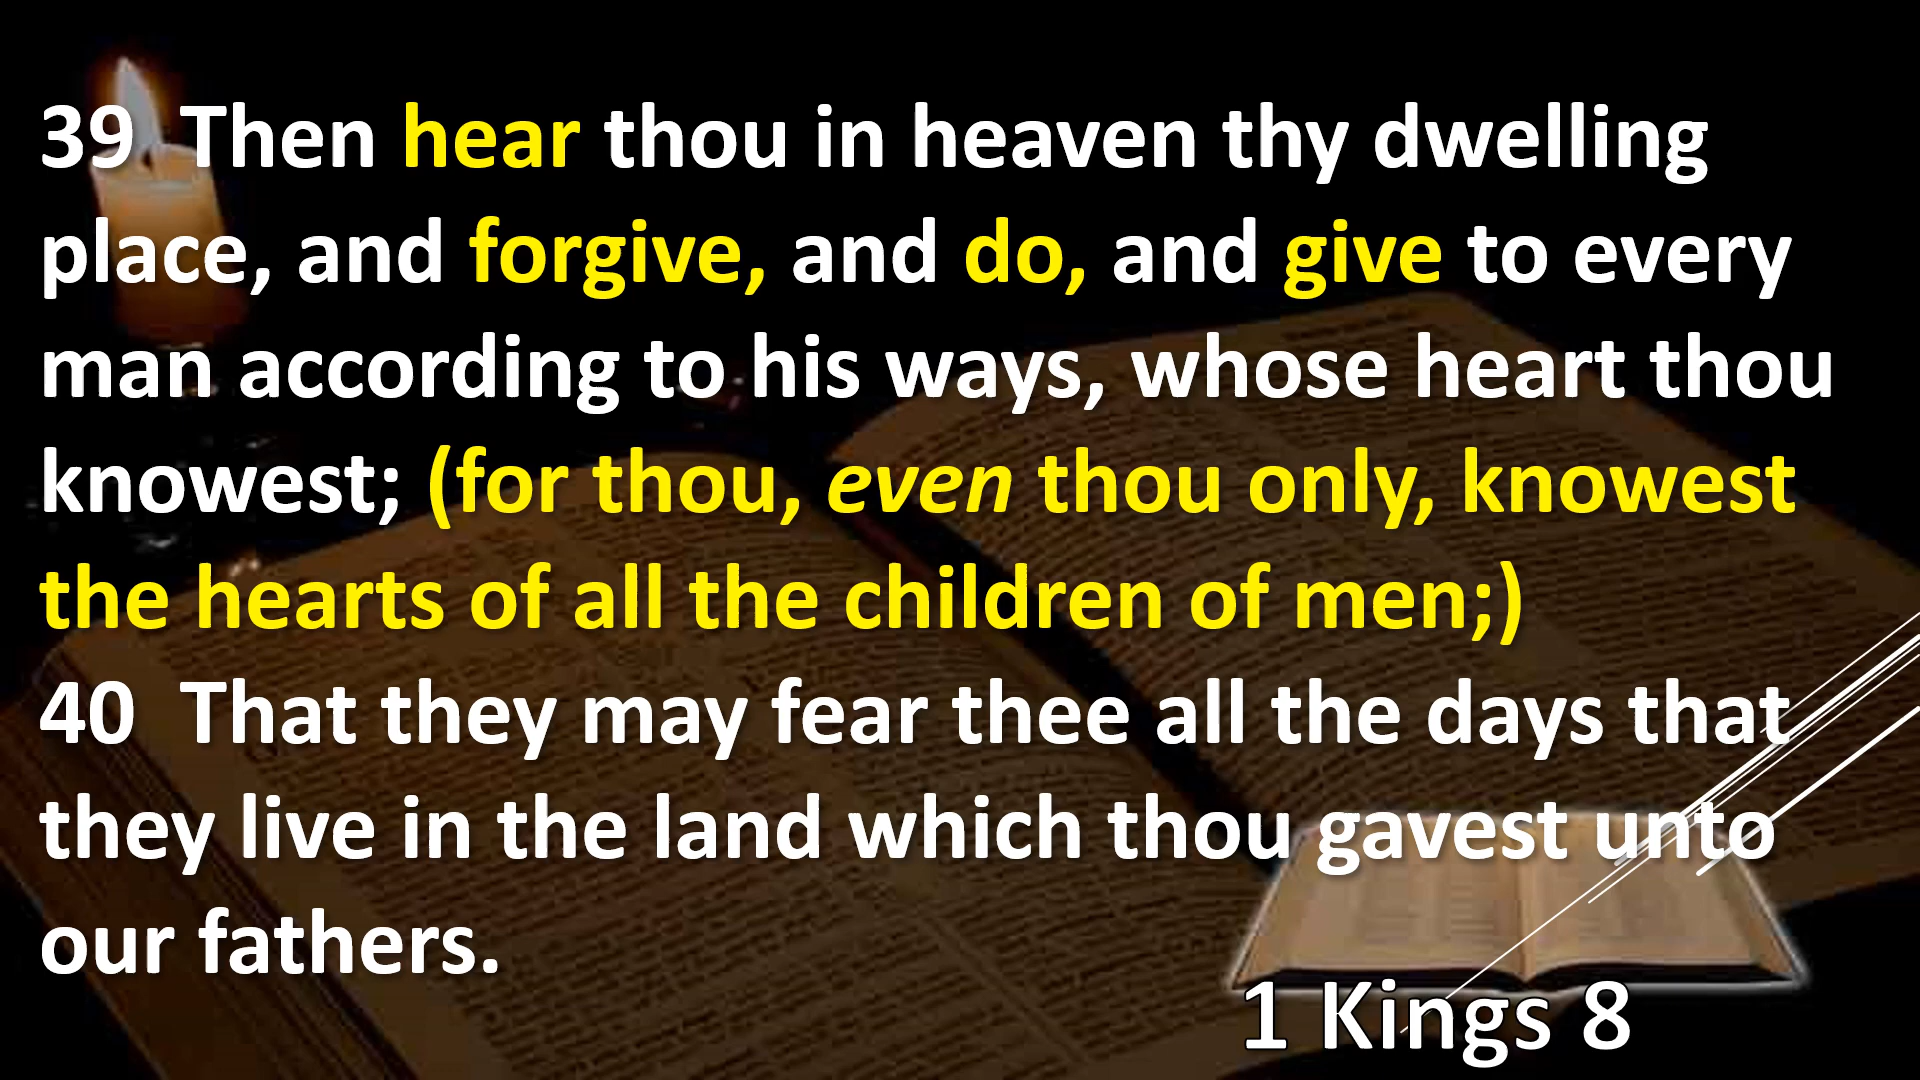 39 Then hear thou in heaven thy dwelling
place, and forgive, and do, and give to every
man according to his ways, whose heart thou
knowest; (for thou, even thou only, knowest
the hearts of all the children of men;)
40 That they may fear thee all the days that
they live in the land which thou gavest unto
our fathers.
1 Kings 8